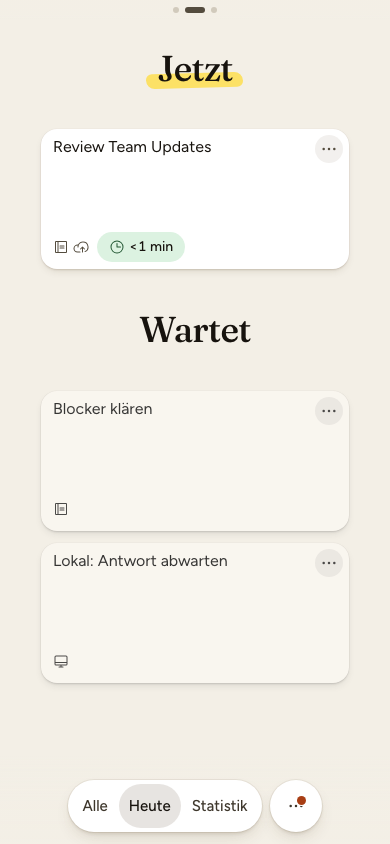 Jetzt
Review Team Updates
<1 min
Wartet
Blocker klären
Lokal: Antwort abwarten
Alle Heute Statistik